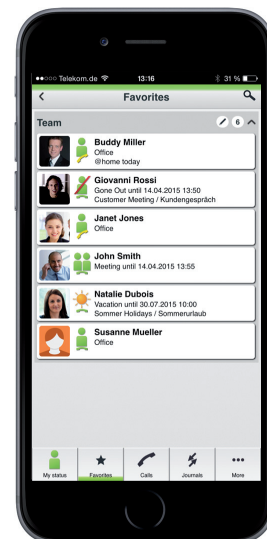 Telekom.de 13:16 31 %
Favorites
Team 6
Buddy Miller
Office
@home today
Giovanni Rossi
Gone Out until 14.04.2015 13:50
Customer Meeting / Kundengespräch
Janet Jones
Office
John Smith
Meeting until 14.04.2015 13:55
Natalie Dubois
Vacation until 30.07.2015 10:00
Sommer Holidays / Sommerurlaub
Susanne Mueller
Office
My status Favorites Calls Journals More